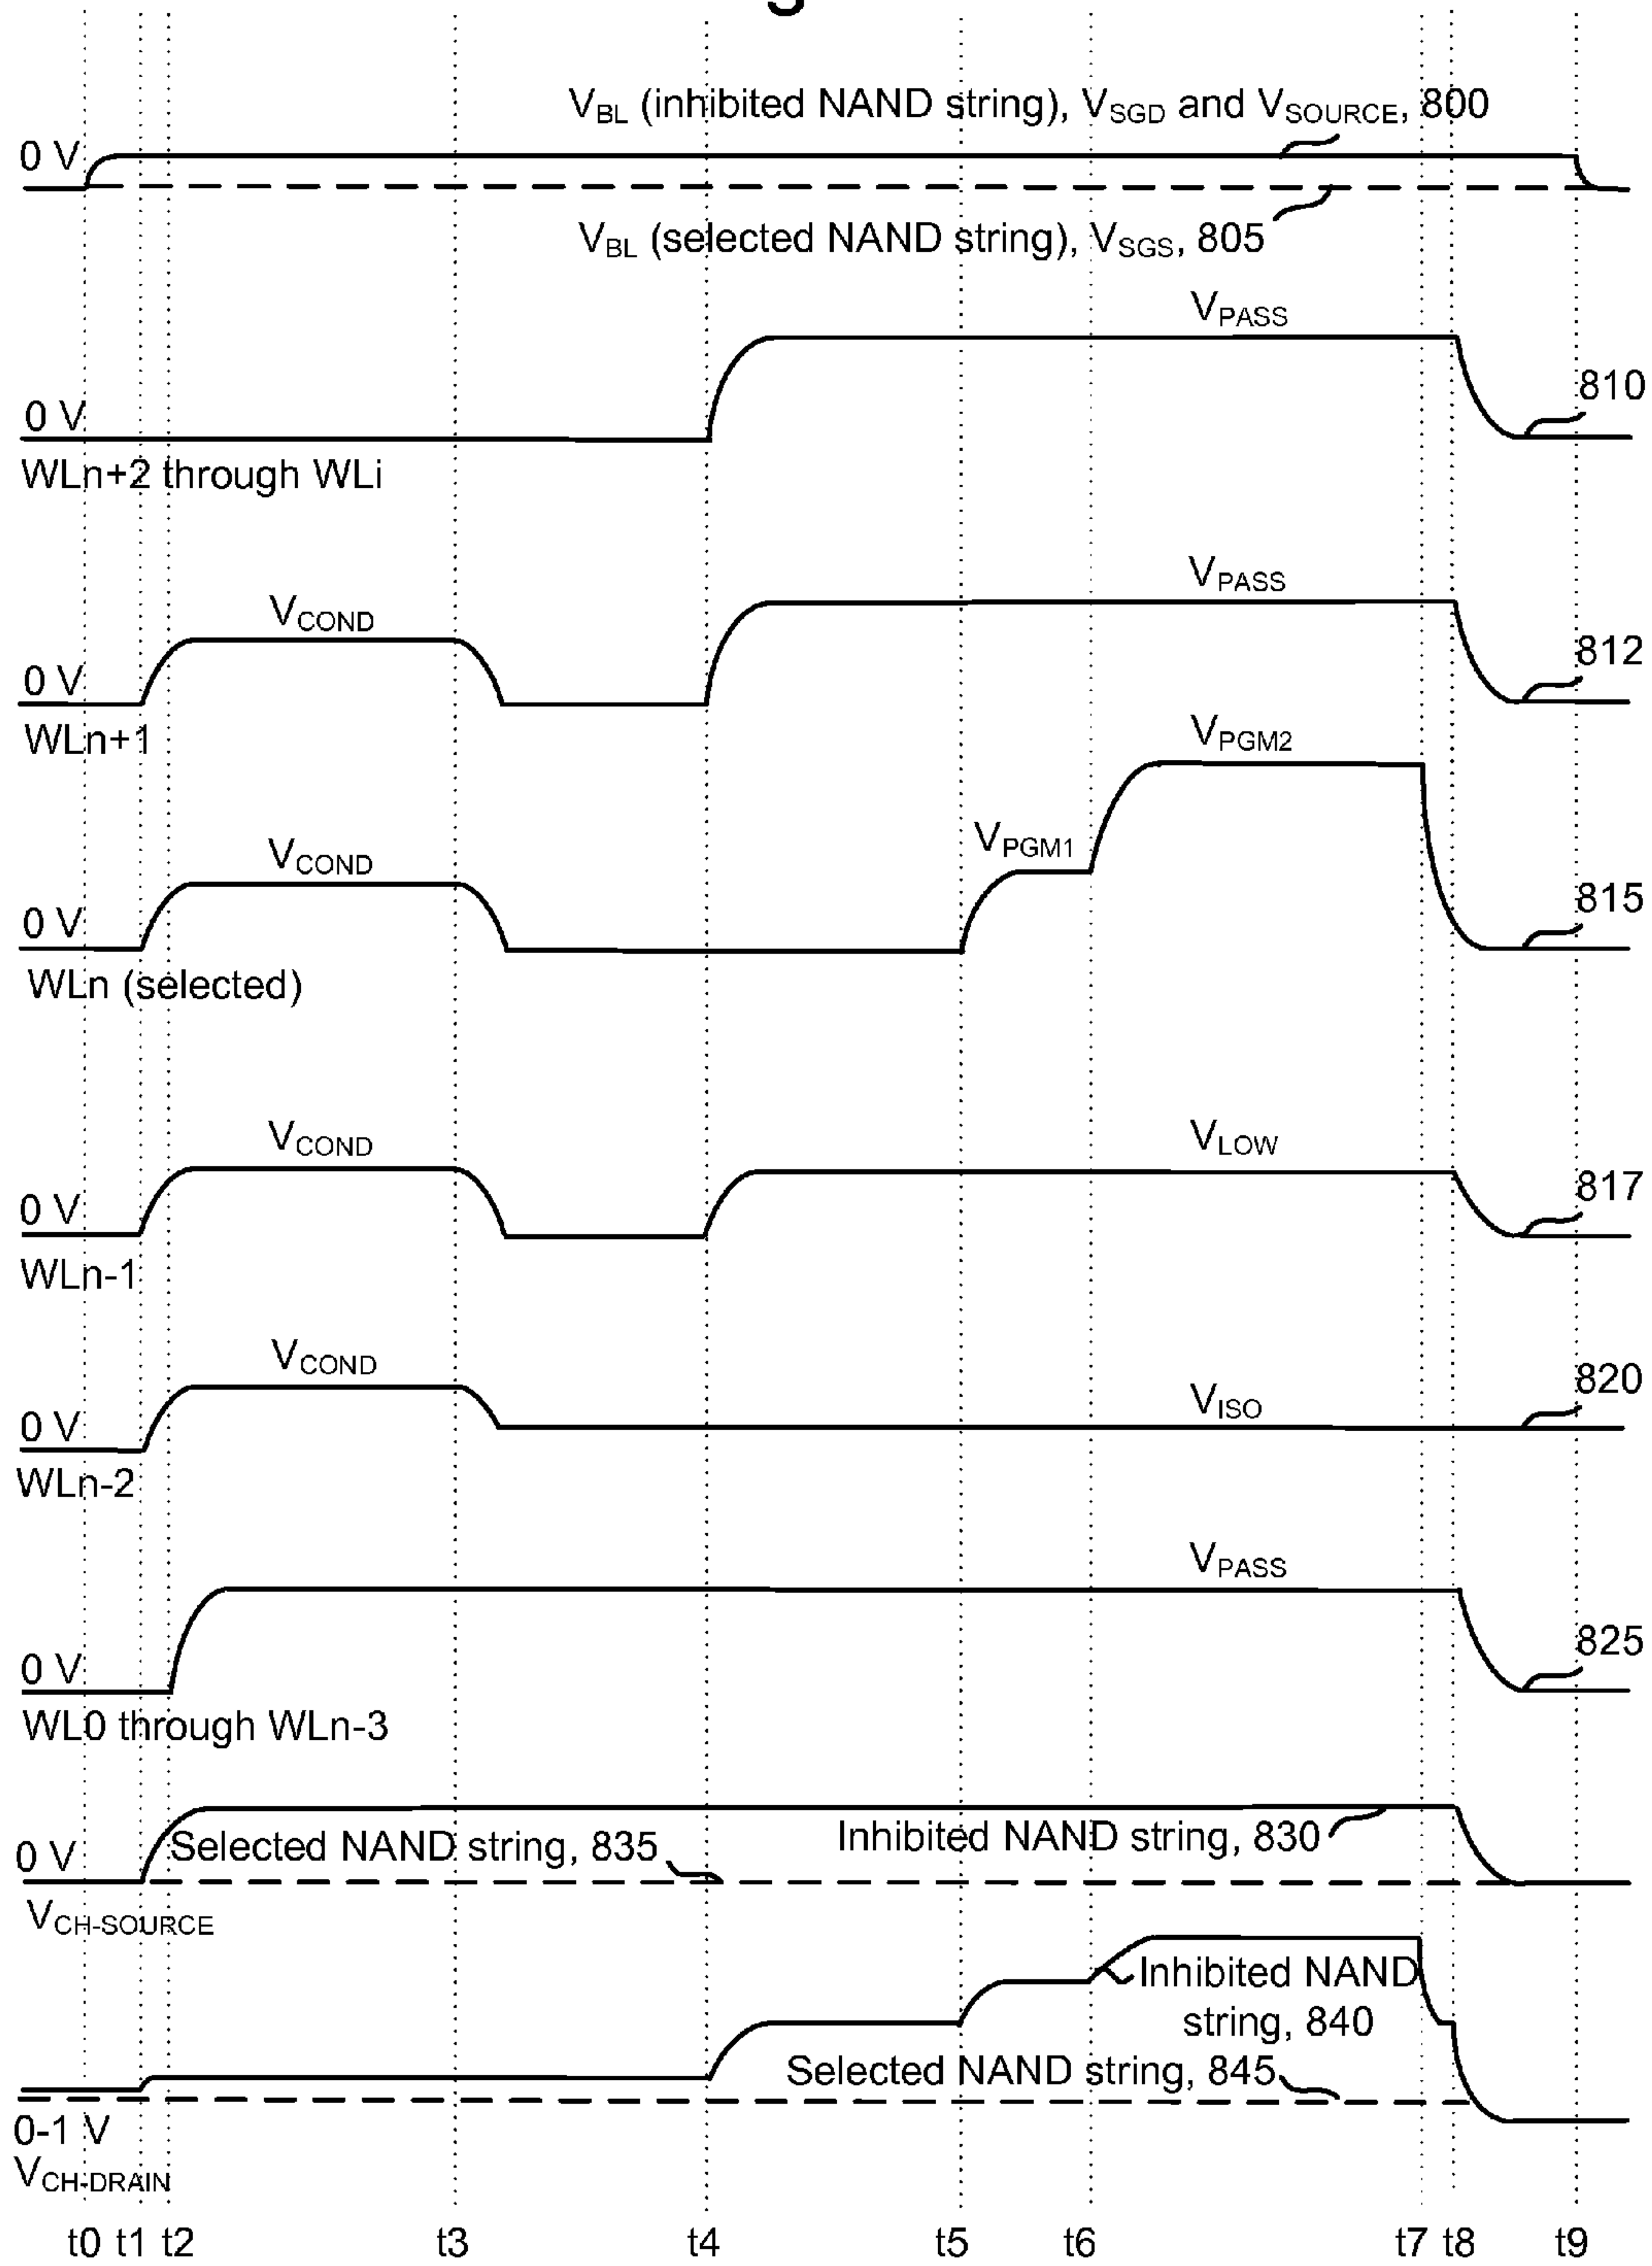 V_BL (inhibited NAND string), V_SGD and V_SOURCE, 800
0 V
V_BL (selected NAND string), V_SGS, 805
V_PASS
810
0 V
WLn+2 through WLi
V_PASS
V_COND
812
0 V
WLn+1
V_PGM2
V_PGM1
V_COND
815
0 V
WLn (selected)
V_COND
V_LOW
817
0 V
WLn-1
V_COND
820
V_ISO
0 V
WLn-2
V_PASS
825
0 V
WL0 through WLn-3
Selected NAND string, 835
Inhibited NAND string, 830
0 V
V_CH-SOURCE
Inhibited NAND
string, 840
Selected NAND string, 845
0-1 V
V_CH-DRAIN
t0 t1 t2 t3 t4 t5 t6 t7 t8 t9